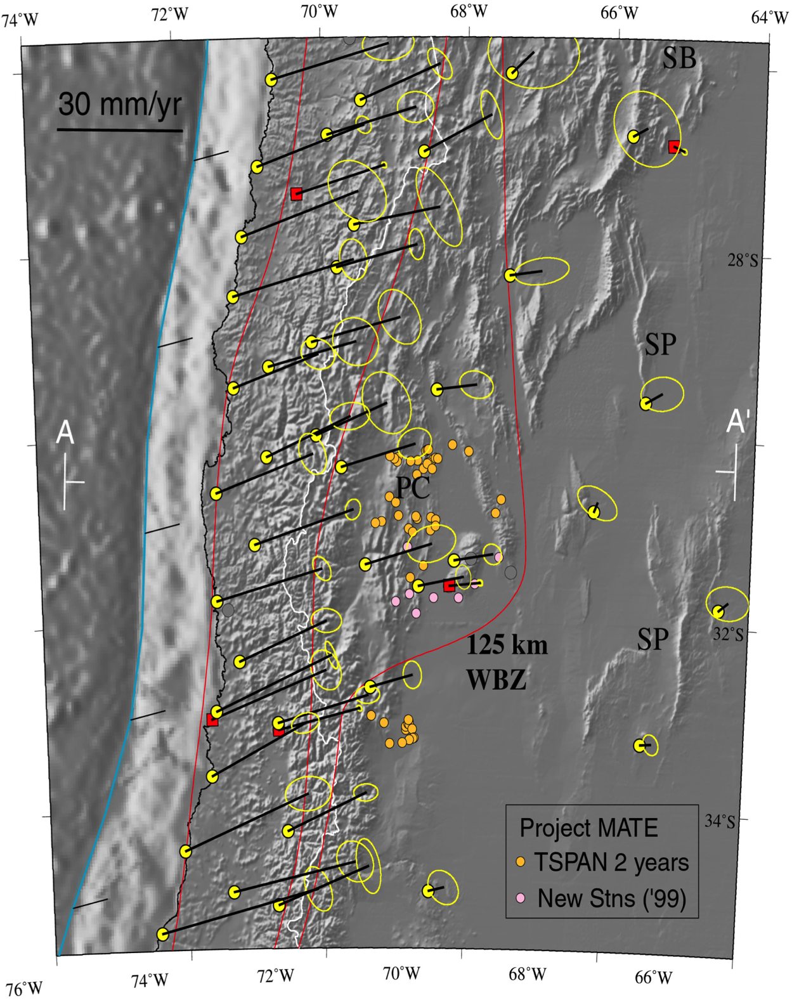 74°W 72°W 70°W 68°W 66°W 64°W
SB
30 mm/yr
28°S
SP
A A'
PC
32°S
SP
125 km
WBZ
34°S
Project MATE
TSPAN 2 years
New Stns ('99)
76°W 74°W 72°W 70°W 68°W 66°W